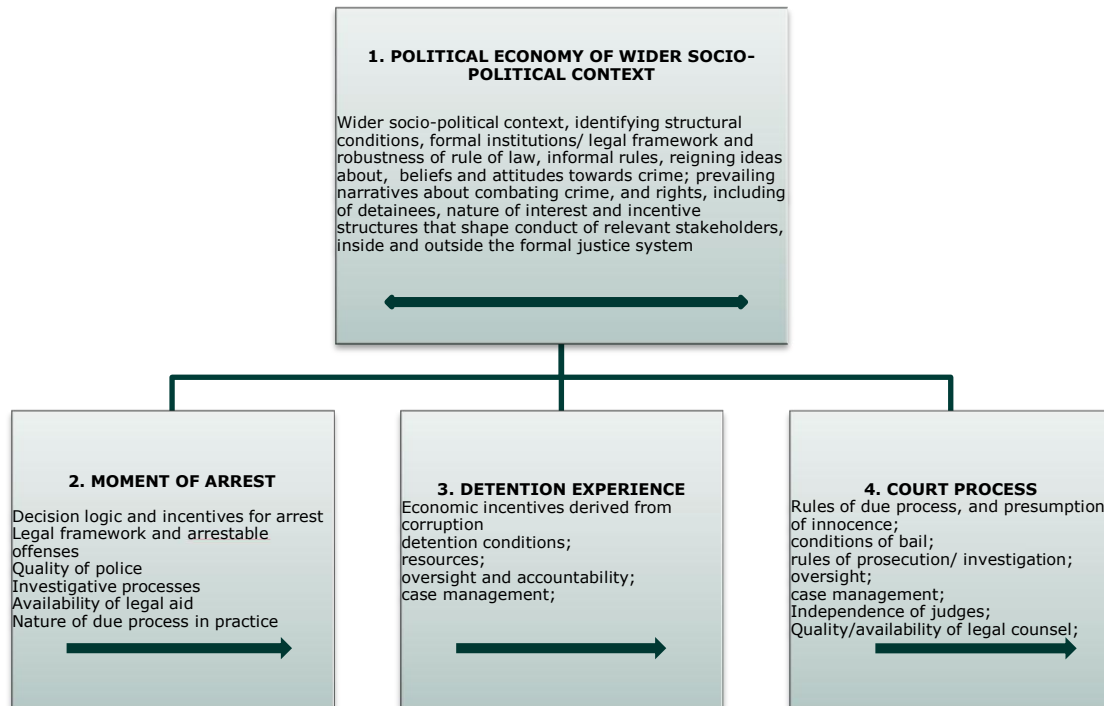 1. POLITICAL ECONOMY OF WIDER SOCIO-
POLITICAL CONTEXT
Wider socio-political context, identifying structural
conditions, formal institutions/ legal framework and
robustness of rule of law, informal rules, reigning ideas
about,  beliefs and attitudes towards crime; prevailing
narratives about combating crime, and rights, including
of detainees, nature of interest and incentive
structures that shape conduct of relevant stakeholders,
inside and outside the formal justice system
2. MOMENT OF ARREST
Decision logic and incentives for arrest
Legal framework and arrestable
offenses
Quality of police
Investigative processes
Availability of legal aid
Nature of due process in practice
3. DETENTION EXPERIENCE
Economic incentives derived from
corruption
detention conditions;
resources;
oversight and accountability;
case management;
4. COURT PROCESS
Rules of due process, and presumption
of innocence;
conditions of bail;
rules of prosecution/ investigation;
oversight;
case management;
Independence of judges;
Quality/availability of legal counsel;